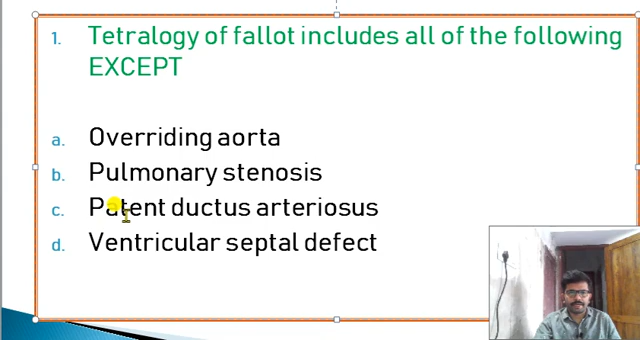 1. Tetralogy of fallot includes all of the following
EXCEPT
a. Overriding aorta
b. Pulmonary stenosis
c. Patent ductus arteriosus
d. Ventricular septal defect